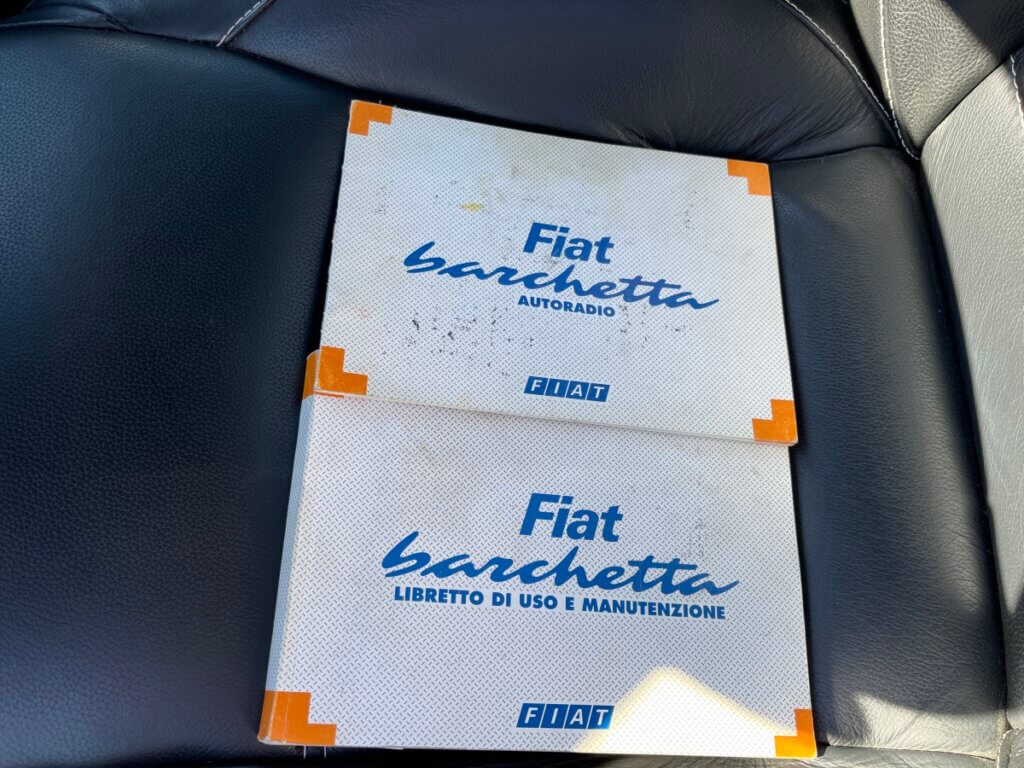 Fiat
barchetta
AUTORADIO
FIAT
Fiat
barchetta
LIBRETTO DI USO E MANUTENZIONE
FIAT